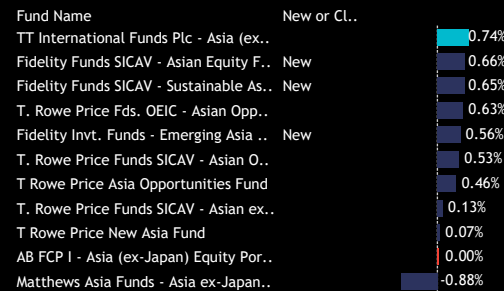 Fund Name New or Cl..
TT International Funds Plc - Asia (ex.. 0.74%
Fidelity Funds SICAV - Asian Equity F.. New 0.66%
Fidelity Funds SICAV - Sustainable As.. New 0.65%
T. Rowe Price Fds. OEIC - Asian Opp.. 0.63%
Fidelity Invt. Funds - Emerging Asia .. New 0.56%
T. Rowe Price Funds SICAV - Asian O.. 0.53%
T Rowe Price Asia Opportunities Fund 0.46%
T. Rowe Price Funds SICAV - Asian ex.. 0.13%
T Rowe Price New Asia Fund 0.07%
AB FCP I - Asia (ex-Japan) Equity Por.. 0.00%
Matthews Asia Funds - Asia ex-Japan.. -0.88%